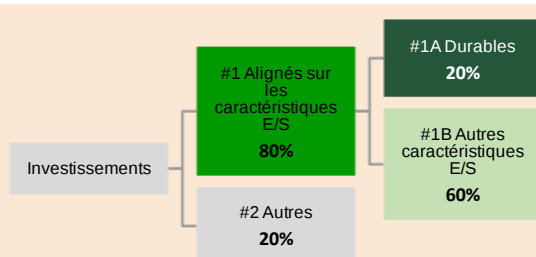 Investissements
#1 Alignés sur
les
caractéristiques
E/S
80%
#2 Autres
20%
#1A Durables
20%
#1B Autres
caractéristiques
E/S
60%